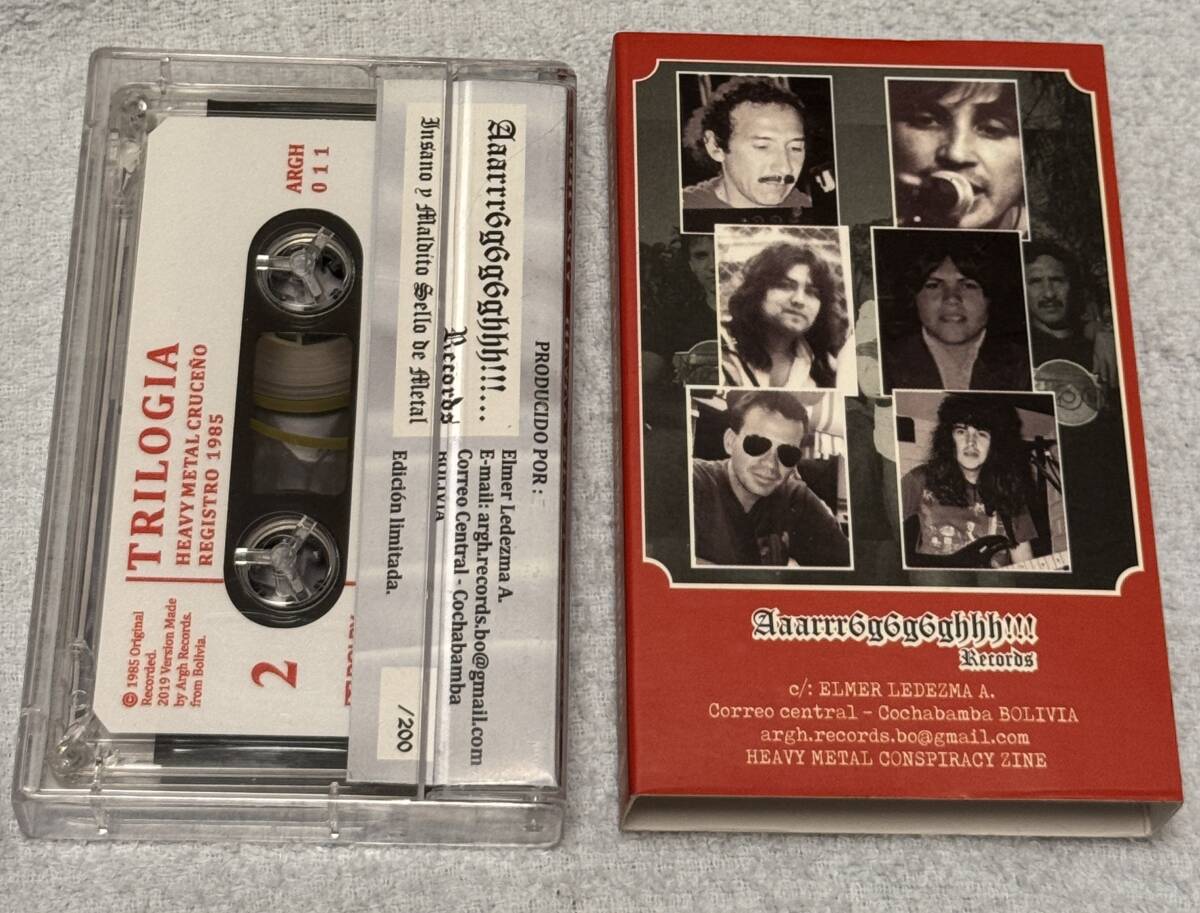 ARGH
011
TRILOGIA
HEAVY METAL CRUCEÑO
REGISTRO 1985
© 1985 Original
Recorded.
2019 Version Made
by Argh Records.
from Bolivia.
2
PRODUCIDO POR :
Aaarrr6g6g6ghhh!!!...
Records
Insano y Maldito Sello de Metal
Elmer Ledezma A.
E-mail: argh.records.bo@gmail.com
Correo Central - Cochabamba
BOLIVIA
Edición limitada.
/200
Aaarrr6g6g6ghhh!!!
Records
c/: ELMER LEDEZMA A.
Correo central - Cochabamba BOLIVIA
argh.records.bo@gmail.com
HEAVY METAL CONSPIRACY ZINE